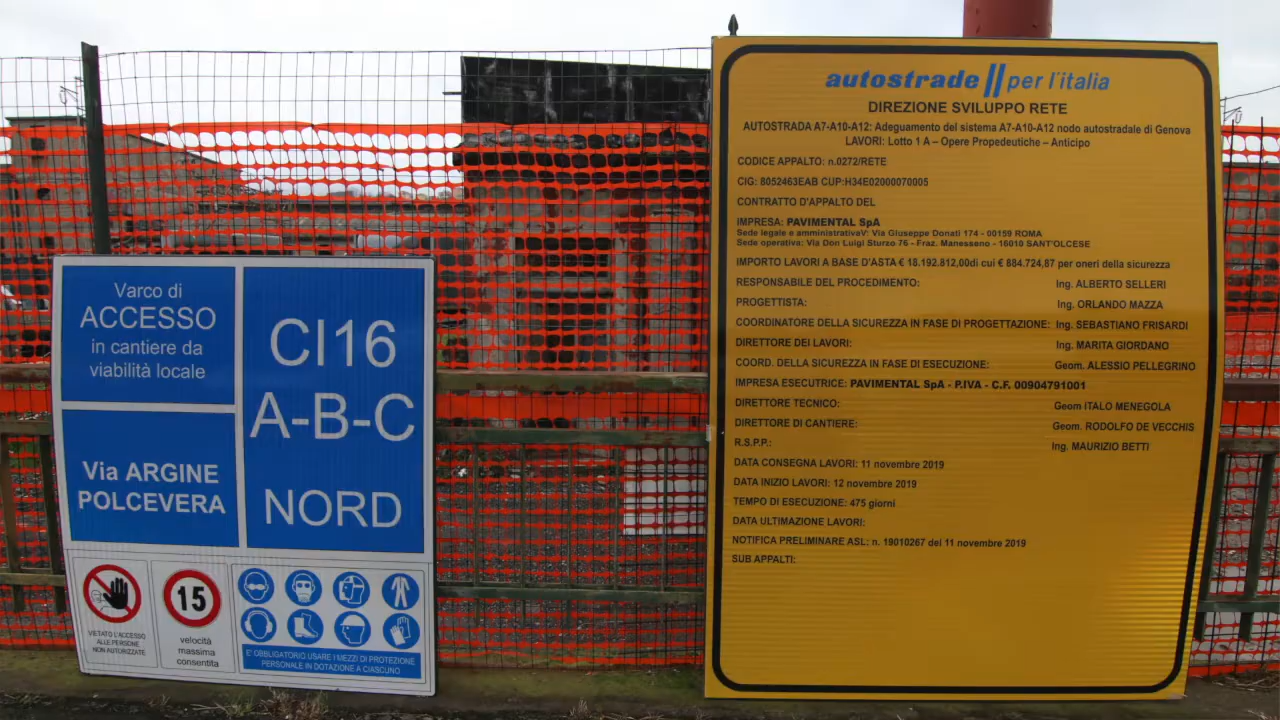 Varco di
ACCESSO
in cantiere da
viabilità locale
Via ARGINE
POLCEVERA
CI16
A-B-C
NORD
VIETATO L'ACCESSO
ALLE PERSONE
NON AUTORIZZATE
15
velocità
massima
consentita
E' OBBLIGATORIO USARE I MEZZI DI PROTEZIONE
PERSONALE IN DOTAZIONE A CIASCUNO
autostrade per l'italia
DIREZIONE SVILUPPO RETE
AUTOSTRADA A7-A10-A12: Adeguamento del sistema A7-A10-A12 nodo autostradale di Genova
LAVORI: Lotto 1 A – Opere Propedeutiche – Anticipo
CODICE APPALTO: n.0272/RETE
CIG: 8052463EAB CUP:H34E02000070005
CONTRATTO D'APPALTO DEL
IMPRESA: PAVIMENTAL SpA
Sede legale e amministrativaV: Via Giuseppe Donati 174 - 00159 ROMA
Sede operativa: Via Don Luigi Sturzo 76 - Fraz. Manesseno - 16010 SANT'OLCESE
IMPORTO LAVORI A BASE D'ASTA € 18.192.812,00di cui € 884.724,87 per oneri della sicurezza
RESPONSABILE DEL PROCEDIMENTO: Ing. ALBERTO SELLERI
PROGETTISTA: Ing. ORLANDO MAZZA
COORDINATORE DELLA SICUREZZA IN FASE DI PROGETTAZIONE: Ing. SEBASTIANO FRISARDI
DIRETTORE DEI LAVORI: Ing. MARITA GIORDANO
COORD. DELLA SICUREZZA IN FASE DI ESECUZIONE: Geom. ALESSIO PELLEGRINO
IMPRESA ESECUTRICE: PAVIMENTAL SpA - P.IVA - C.F. 00904791001
DIRETTORE TECNICO: Geom ITALO MENEGOLA
DIRETTORE DI CANTIERE: Geom. RODOLFO DE VECCHIS
R.S.P.P.: Ing. MAURIZIO BETTI
DATA CONSEGNA LAVORI: 11 novembre 2019
DATA INIZIO LAVORI: 12 novembre 2019
TEMPO DI ESECUZIONE: 475 giorni
DATA ULTIMAZIONE LAVORI:
NOTIFICA PRELIMINARE ASL: n. 19010267 del 11 novembre 2019
SUB APPALTI: